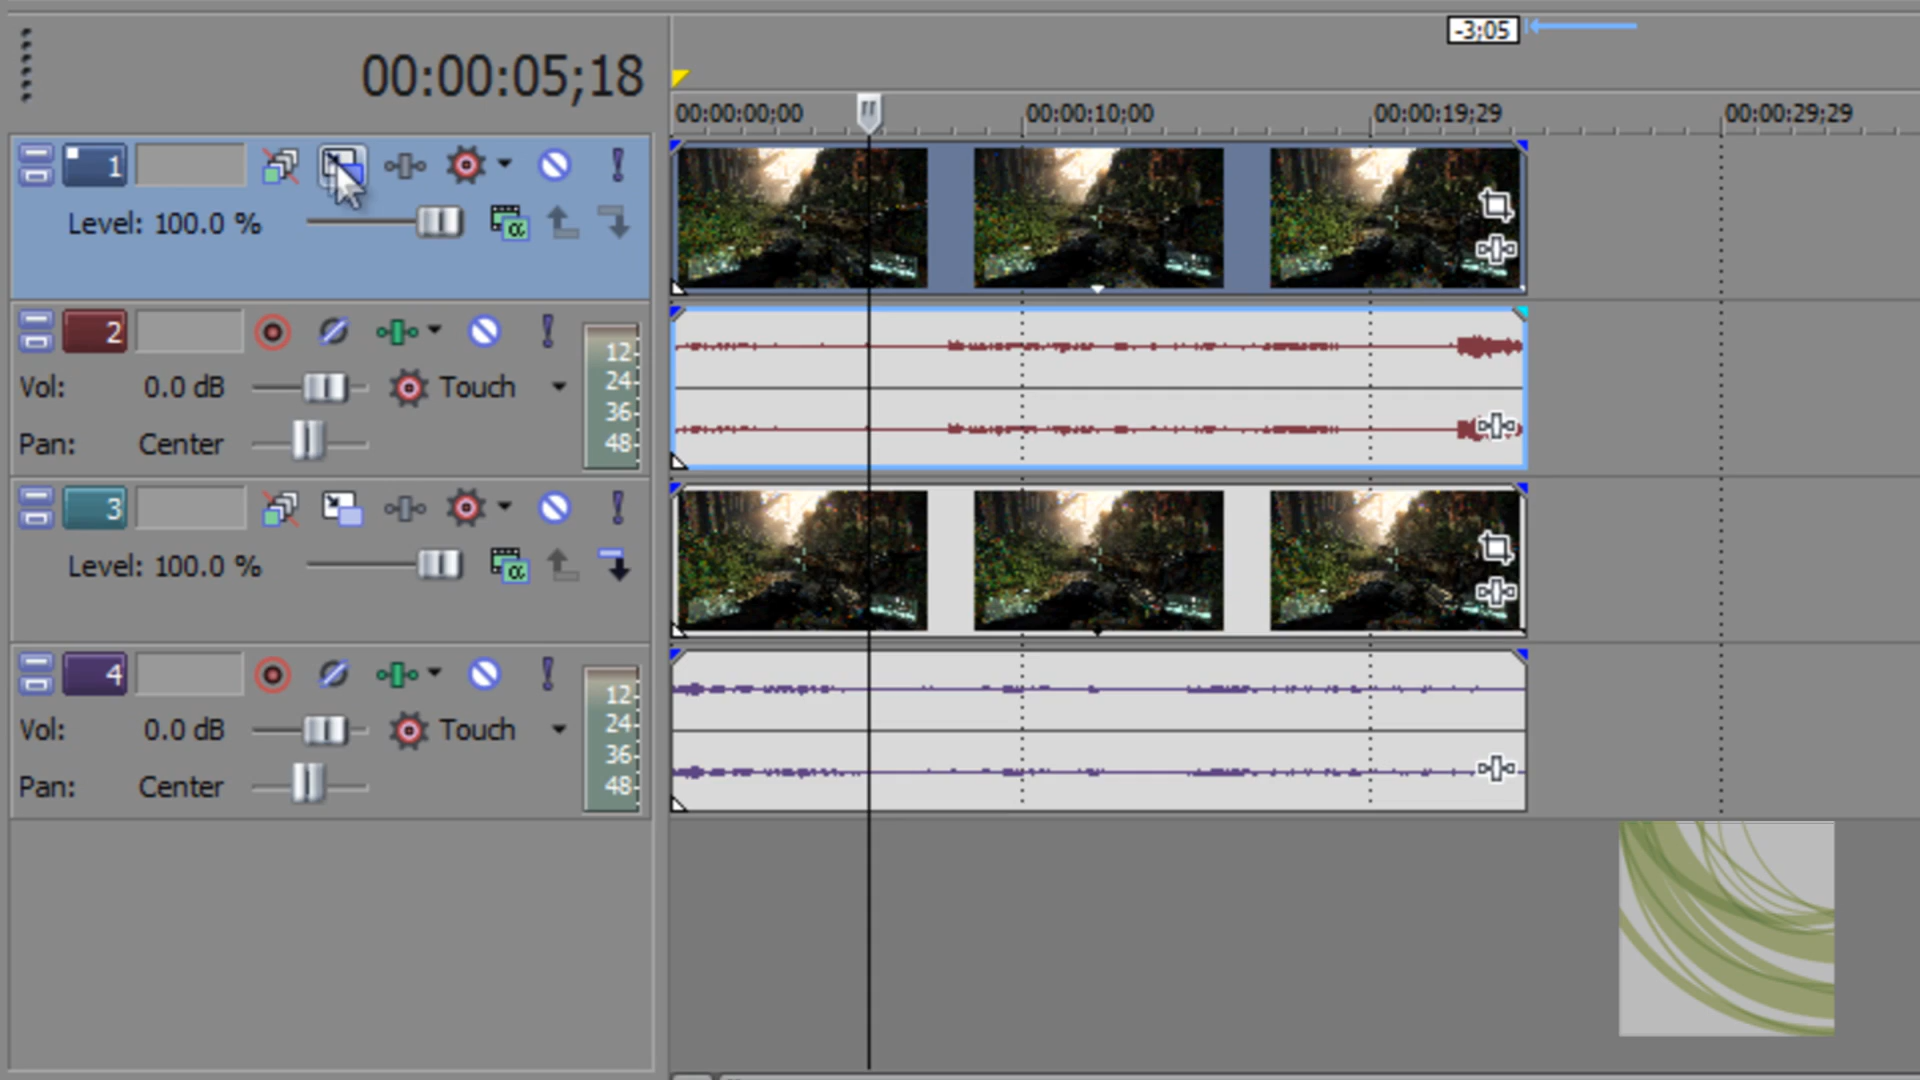 -3;05
00:00:05;18
00:00:00;00 00:00:10;00 00:00:19;29 00:00:29;29
1
Level: 100.0 %
2
Vol: 0.0 dB Touch
Pan: Center
12
24
36
48
3
Level: 100.0 %
4
Vol: 0.0 dB Touch
Pan: Center
12
24
36
48